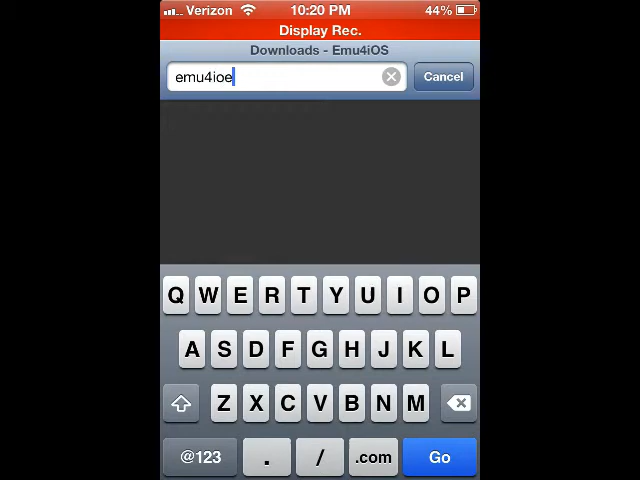 Verizon 10:20 PM 44%
Display Rec.
Downloads - Emu4iOS
emu4ioe Cancel
Q W E R T Y U I O P
A S D F G H J K L
Z X C V B N M
@123 . / .com Go